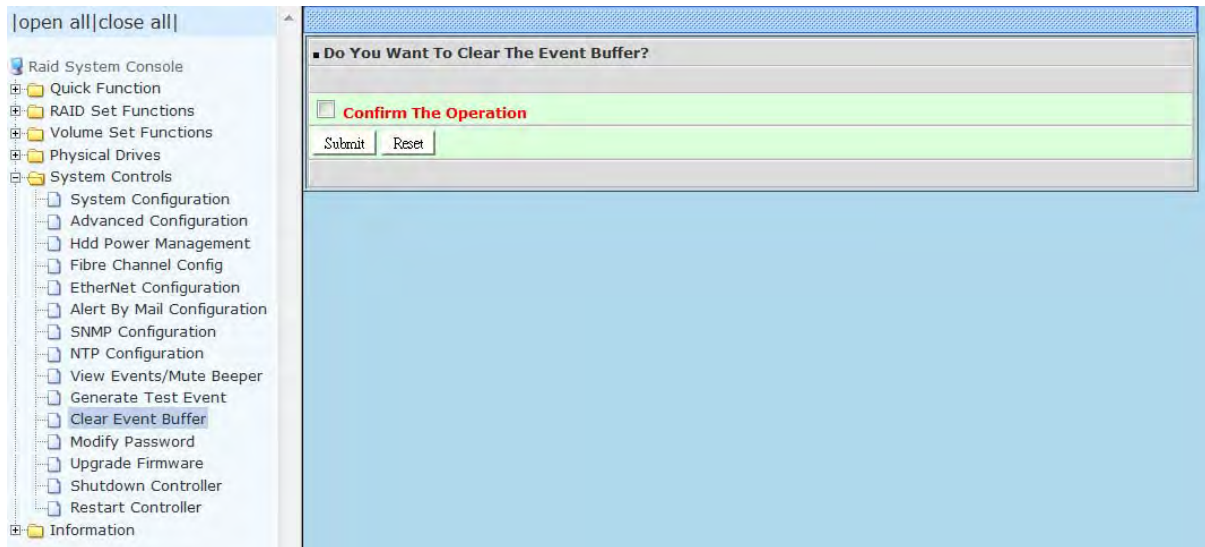 |open all|close all|
Raid System Console
Quick Function
RAID Set Functions
Volume Set Functions
Physical Drives
System Controls
System Configuration
Advanced Configuration
Hdd Power Management
Fibre Channel Config
EtherNet Configuration
Alert By Mail Configuration
SNMP Configuration
NTP Configuration
View Events/Mute Beeper
Generate Test Event
Clear Event Buffer
Modify Password
Upgrade Firmware
Shutdown Controller
Restart Controller
Information
Do You Want To Clear The Event Buffer?
Confirm The Operation
Submit Reset